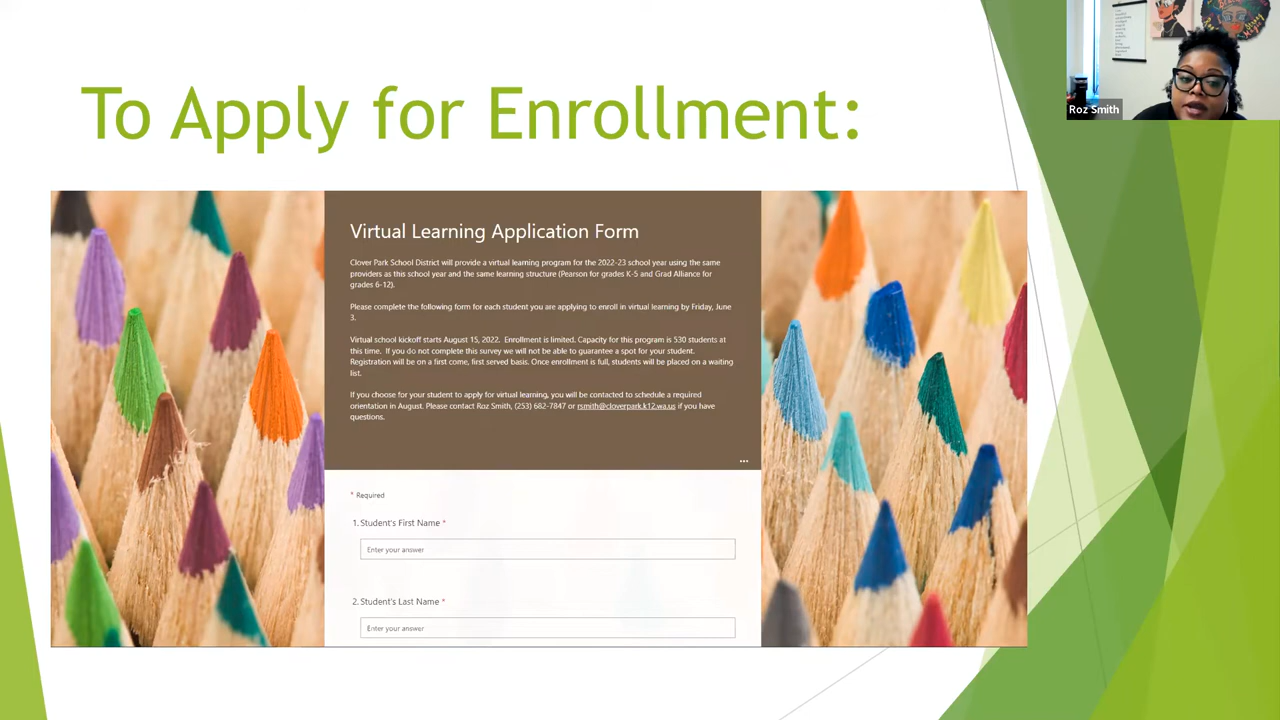 To Apply for Enrollment:
Roz Smith
Virtual Learning Application Form
Clover Park School District will provide a virtual learning program for the 2022-23 school year using the same
providers as this school year and the same learning structure (Pearson for grades K-5 and Grad Alliance for
grades 6-12).
Please complete the following form for each student you are applying to enroll in virtual learning by Friday, June
3.
Virtual school kickoff starts August 15, 2022. Enrollment is limited. Capacity for this program is 530 students at
this time. If you do not complete this survey we will not be able to guarantee a spot for your student.
Registration will be on a first come, first served basis. Once enrollment is full, students will be placed on a waiting
list.
If you choose for your student to apply for virtual learning, you will be contacted to schedule a required
orientation in August. Please contact Roz Smith, (253) 682-7847 or rsmith@cloverpark.k12.wa.us if you have
questions.
* Required
1. Student's First Name *
Enter your answer
2. Student's Last Name *
Enter your answer